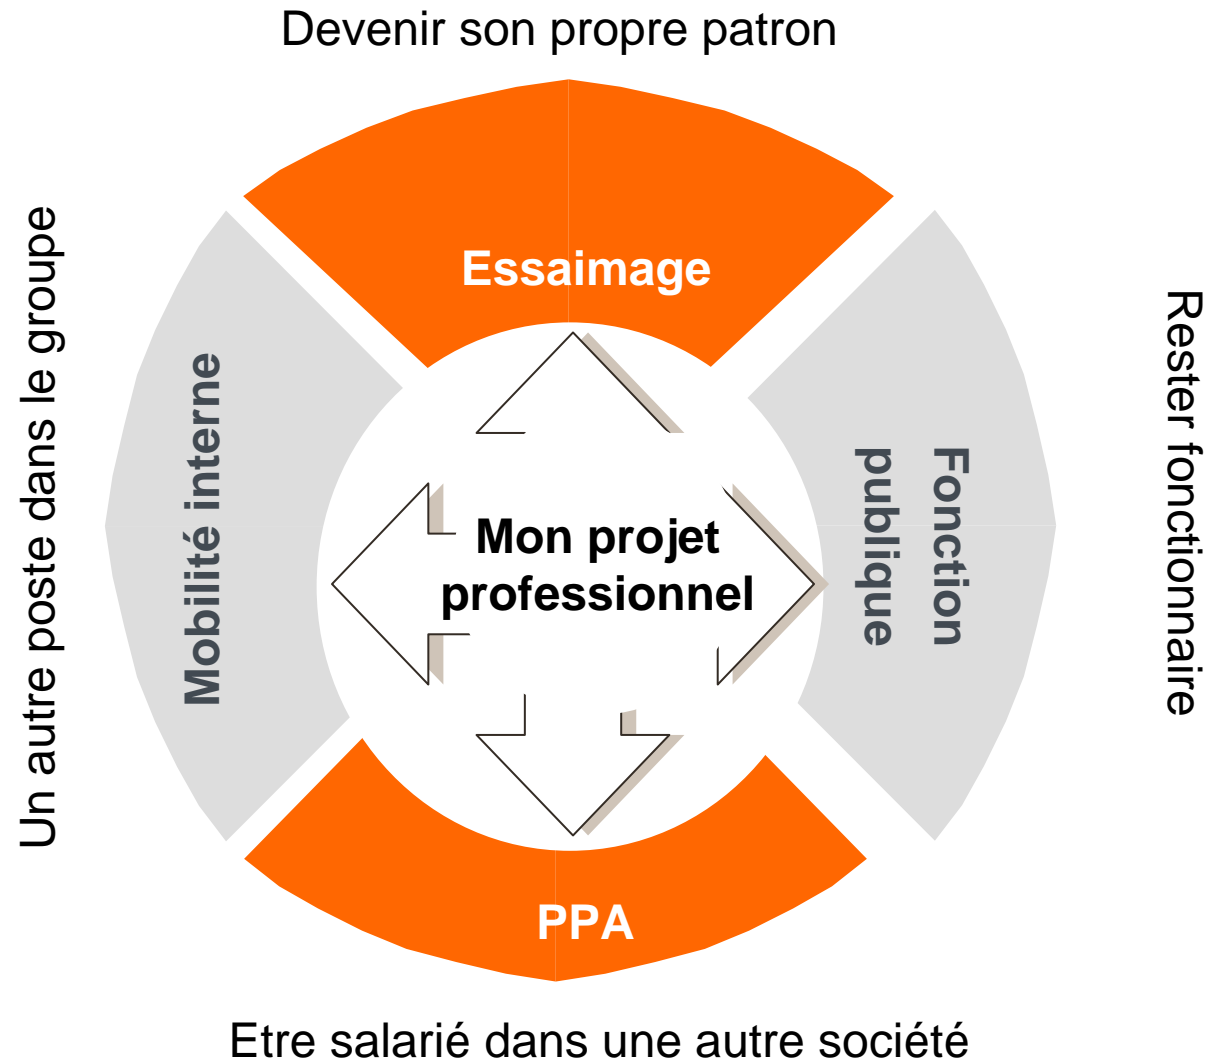 Devenir son propre patron
Essaimage
Un autre poste dans le groupe
Mobilité interne
Mon projet
professionnel
Fonction
publique
Rester fonctionnaire
PPA
Etre salarié dans une autre société